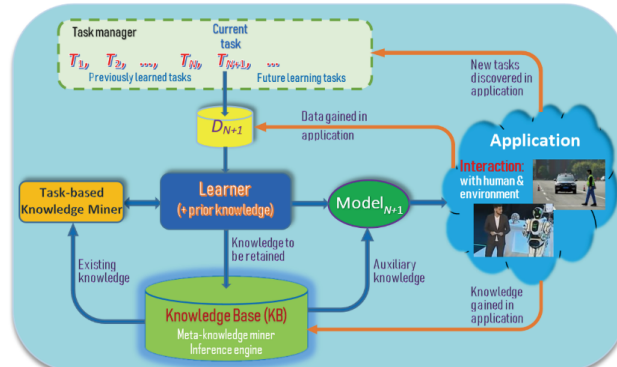 Task manager
Current
task
T1, T2, ..., TN, TN+1, ...
Previously learned tasks
Future learning tasks
New tasks
discovered in
application
DN+1
Data gained in
application
Application
Interaction:
with human &
environment
Task-based
Knowledge Miner
Learner
(+ prior knowledge)
ModelN+1
Knowledge to
be retained
Existing
knowledge
Auxiliary
knowledge
Knowledge
gained in
application
Knowledge Base (KB)
Meta-knowledge miner
Inference engine